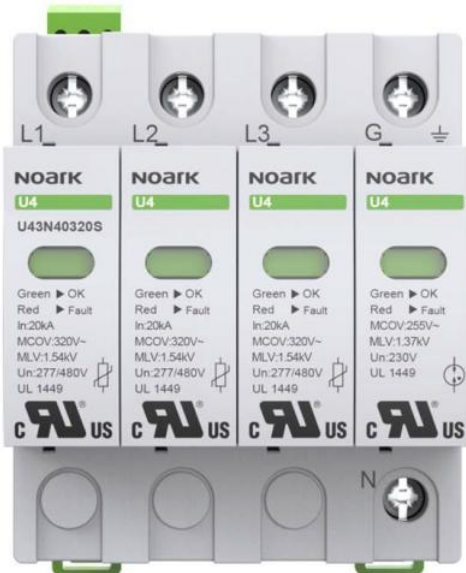 L1 L2 L3 G
NOARK
U4
U43N40320S
Green ▶ OK
Red ▶ Fault
In:20kA
MCOV:320V~
MLV:1.54kV
Un:277/480V
UL 1449
C RU ® US
NOARK
U4
Green ▶ OK
Red ▶ Fault
In:20kA
MCOV:320V~
MLV:1.54kV
Un:277/480V
UL 1449
C RU ® US
NOARK
U4
Green ▶ OK
Red ▶ Fault
In:20kA
MCOV:320V~
MLV:1.54kV
Un:277/480V
UL 1449
C RU ® US
NOARK
U4
Green ▶ OK
Red ▶ Fault
MCOV:255V~
MLV:1.37kV
Un:230V
UL 1449
C RU ® US
N